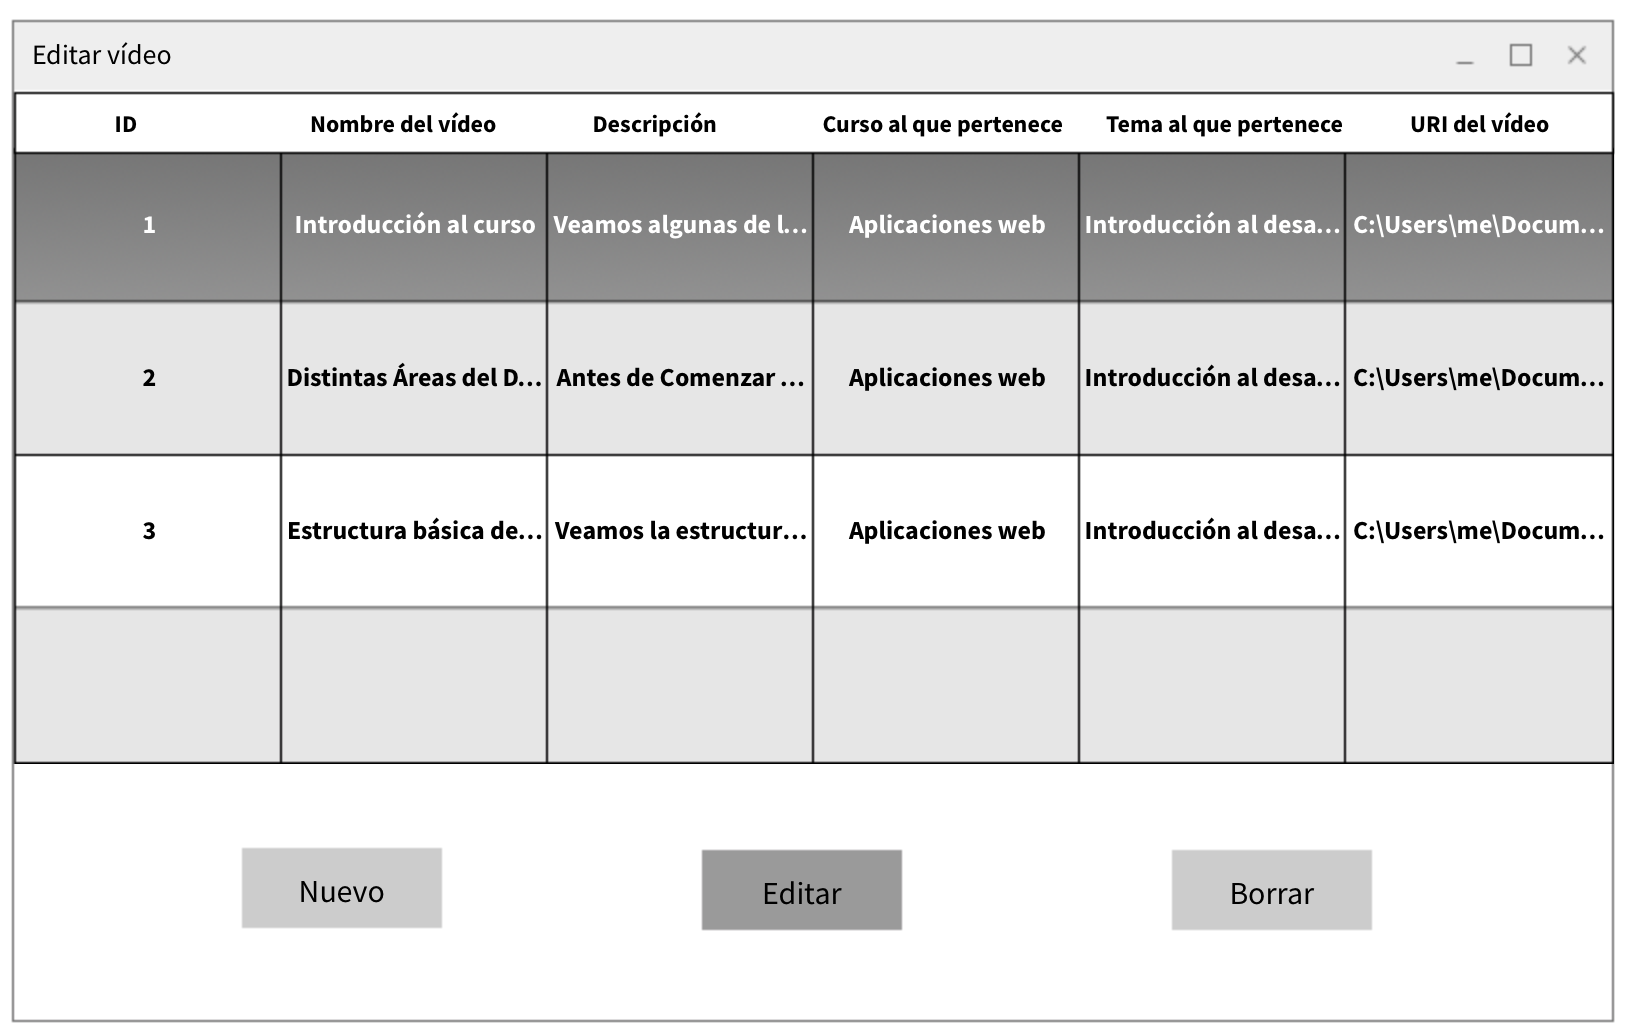 Editar vídeo
ID Nombre del vídeo Descripción Curso al que pertenece Tema al que pertenece URI del vídeo
1 Introducción al curso Veamos algunas de l... Aplicaciones web Introducción al desa... C:\Users\me\Docum...
2 Distintas Áreas del D... Antes de Comenzar ... Aplicaciones web Introducción al desa... C:\Users\me\Docum...
3 Estructura básica de... Veamos la estructur... Aplicaciones web Introducción al desa... C:\Users\me\Docum...
Nuevo Editar Borrar